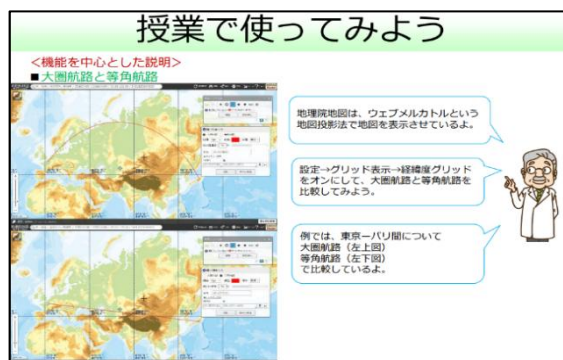 授業で使ってみよう
<機能を中心とした説明>
■大圏航路と等角航路
地理院地図は、ウェブメルカトルという
地図投影法で地図を表示させているよ。
設定→グリッド表示→経緯度グリッド
をオンにして、大圏航路と等角航路を
比較してみよう。
例では、東京ーパリ間について
大圏航路（左上図）
等角航路（左下図）
で比較しているよ。